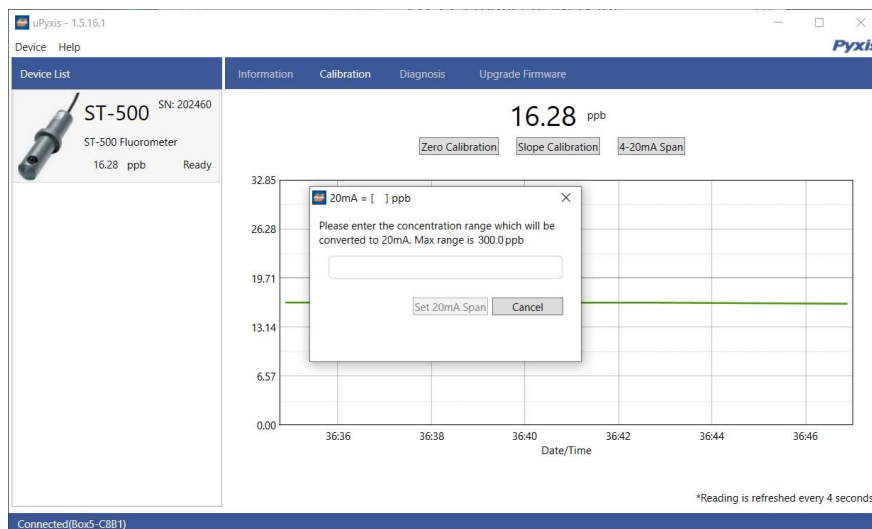 uPyxis - 1.5.16.1
Device Help
Pyxis
Device List
Information Calibration Diagnosis Upgrade Firmware
ST-500 SN: 202460
ST-500 Fluorometer
16.28 ppb Ready
16.28 ppb
Zero Calibration Slope Calibration 4-20mA Span
32.85
26.28
19.71
13.14
6.57
0.00
20mA = [ ] ppb
Please enter the concentration range which will be
converted to 20mA. Max range is 300.0 ppb
Set 20mA Span Cancel
36:36 36:38 36:40 36:42 36:44 36:46
Date/Time
*Reading is refreshed every 4 seconds
Connected(Box5-C8B1)